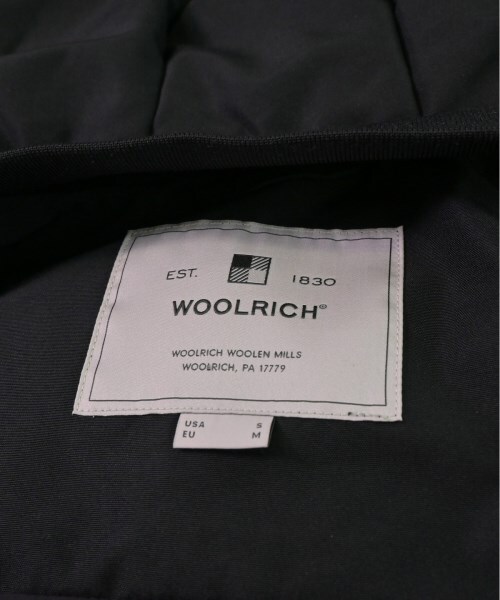 EST. 1830
WOOLRICH®
WOOLRICH WOOLEN MILLS
WOOLRICH, PA 17779
USA S
EU M